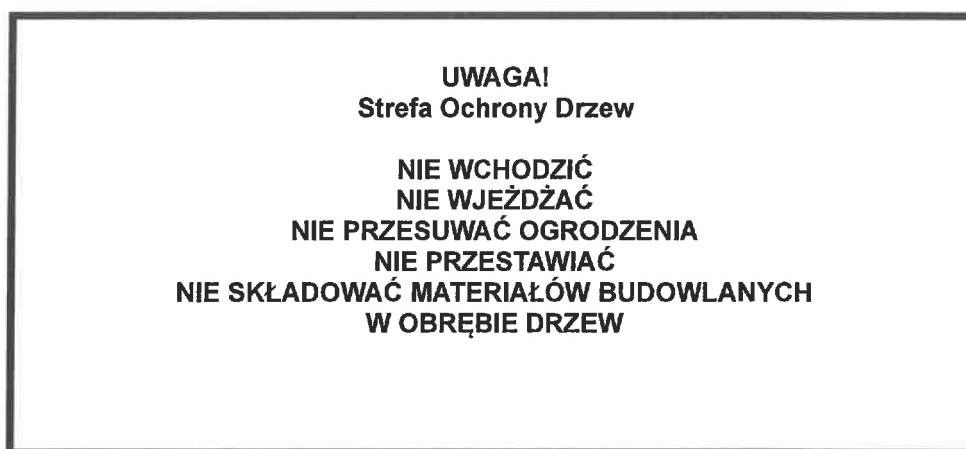 UWAGA!
Strefa Ochrony Drzew
NIE WCHODZIĆ
NIE WJEŻDŻAĆ
NIE PRZESUWAĆ OGRODZENIA
NIE PRZESTAWIAĆ
NIE SKŁADOWAĆ MATERIAŁÓW BUDOWLANYCH
W OBRĘBIE DRZEW